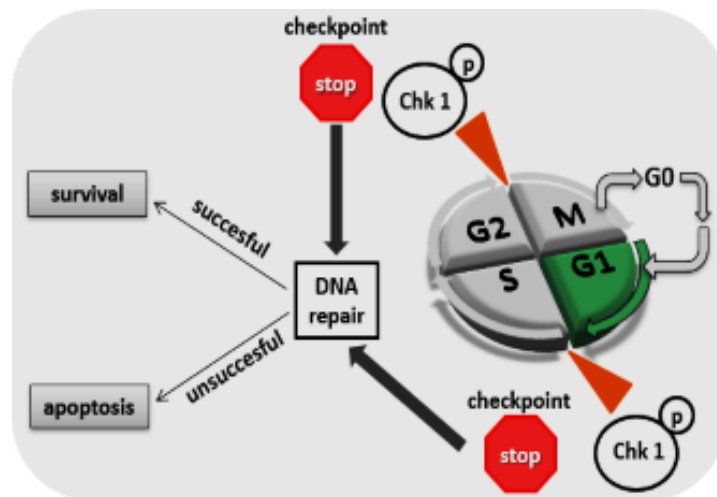 checkpoint
stop
Chk 1
p
survival
succesful
G2
M
G0
S
G1
DNA
repair
unsuccesful
apoptosis
checkpoint
stop
Chk 1
p